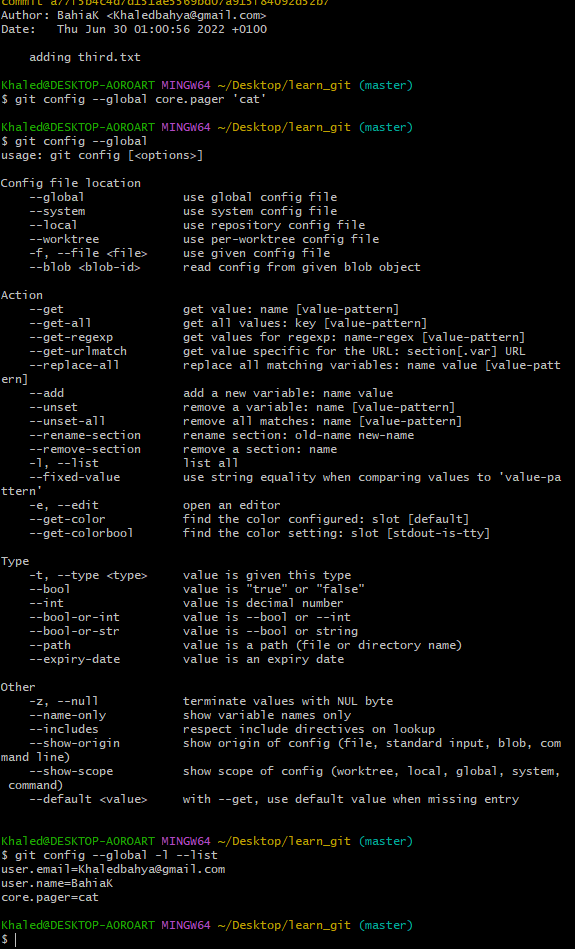 Author: BahiaK <Khaledbahya@gmail.com>
Date:   Thu Jun 30 01:00:56 2022 +0100
    adding third.txt
Khaled@DESKTOP-AOROART MINGW64 ~/Desktop/learn_git (master)
$ git config --global core.pager 'cat'
Khaled@DESKTOP-AOROART MINGW64 ~/Desktop/learn_git (master)
$ git config --global
usage: git config [<options>]
Config file location
    --global              use global config file
    --system              use system config file
    --local               use repository config file
    --worktree            use per-worktree config file
    -f, --file <file>     use given config file
    --blob <blob-id>      read config from given blob object
Action
    --get                 get value: name [value-pattern]
    --get-all             get all values: key [value-pattern]
    --get-regexp          get values for regexp: name-regex [value-pattern]
    --get-urlmatch        get value specific for the URL: section[.var] URL
    --replace-all         replace all matching variables: name value [value-patt
ern]
    --add                 add a new variable: name value
    --unset               remove a variable: name [value-pattern]
    --unset-all           remove all matches: name [value-pattern]
    --rename-section      rename section: old-name new-name
    --remove-section      remove a section: name
    -l, --list            list all
    --fixed-value         use string equality when comparing values to 'value-pa
ttern'
    -e, --edit            open an editor
    --get-color           find the color configured: slot [default]
    --get-colorbool       find the color setting: slot [stdout-is-tty]
Type
    -t, --type <type>     value is given this type
    --bool                value is "true" or "false"
    --int                 value is decimal number
    --bool-or-int         value is --bool or --int
    --bool-or-str         value is --bool or string
    --path                value is a path (file or directory name)
    --expiry-date         value is an expiry date
Other
    -z, --null            terminate values with NUL byte
    --name-only           show variable names only
    --includes            respect include directives on lookup
    --show-origin         show origin of config (file, standard input, blob, com
mand line)
    --show-scope          show scope of config (worktree, local, global, system,
 command)
    --default <value>     with --get, use default value when missing entry
Khaled@DESKTOP-AOROART MINGW64 ~/Desktop/learn_git (master)
$ git config --global -l --list
user.email=Khaledbahya@gmail.com
user.name=BahiaK
core.pager=cat
Khaled@DESKTOP-AOROART MINGW64 ~/Desktop/learn_git (master)
$